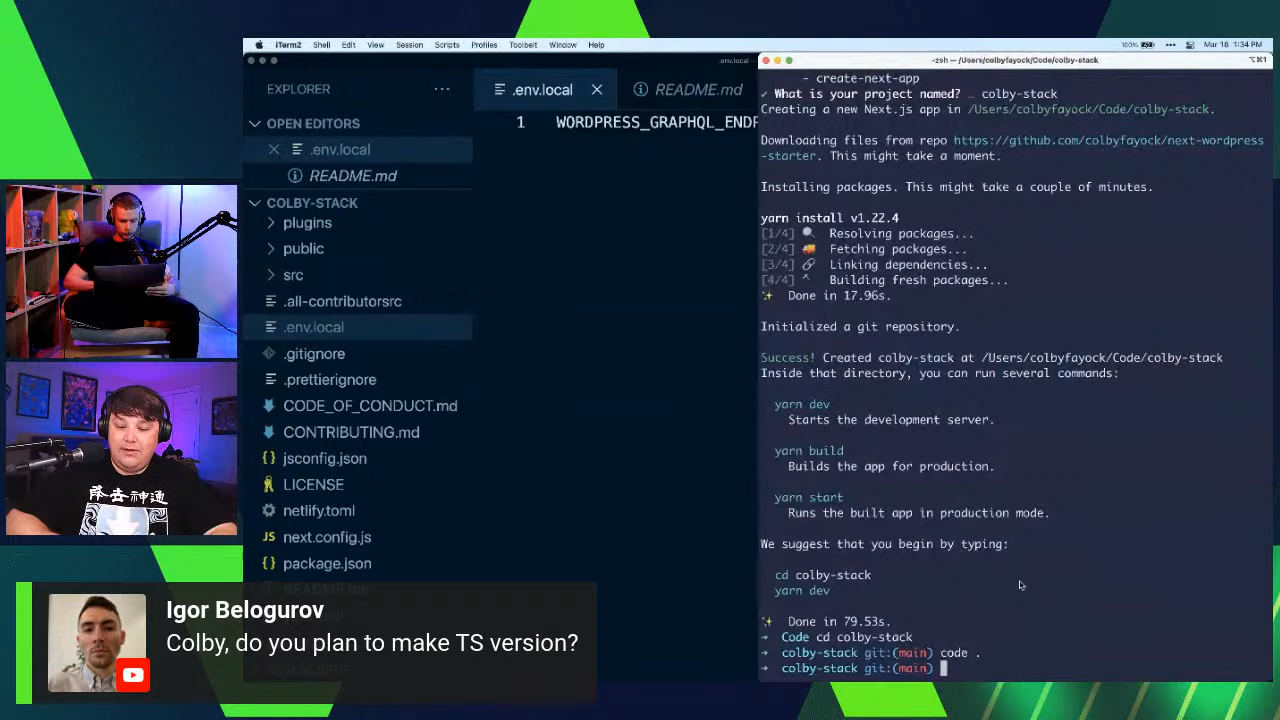 iTerm2 Shell Edit View Session Scripts Profiles Toolbelt Window Help
100% Mar 18 1:34 PM
.env.local
-zsh — /Users/colbyfayock/Code/colby-stack
⌥⌘1
EXPLORER
.env.local
README.md
1 WORDPRESS_GRAPHQL_ENDP
OPEN EDITORS
.env.local
README.md
COLBY-STACK
plugins
public
src
.all-contributorsrc
.env.local
.gitignore
.prettierignore
CODE_OF_CONDUCT.md
CONTRIBUTING.md
jsconfig.json
LICENSE
netlify.toml
JS next.config.js
package.json
- create-next-app
✓ What is your project named? … colby-stack
Creating a new Next.js app in /Users/colbyfayock/Code/colby-stack.
Downloading files from repo https://github.com/colbyfayock/next-wordpress
-starter. This might take a moment.
Installing packages. This might take a couple of minutes.
yarn install v1.22.4
[1/4] 🔍 Resolving packages...
[2/4] 🚚 Fetching packages...
[3/4] 🔗 Linking dependencies...
[4/4] 🔨 Building fresh packages...
✨ Done in 17.96s.
Initialized a git repository.
Success! Created colby-stack at /Users/colbyfayock/Code/colby-stack
Inside that directory, you can run several commands:
yarn dev
Starts the development server.
yarn build
Builds the app for production.
yarn start
Runs the built app in production mode.
We suggest that you begin by typing:
cd colby-stack
yarn dev
✨ Done in 79.53s.
→ Code cd colby-stack
→ colby-stack git:(main) code .
→ colby-stack git:(main)
降去神通
Igor Belogurov
Colby, do you plan to make TS version?